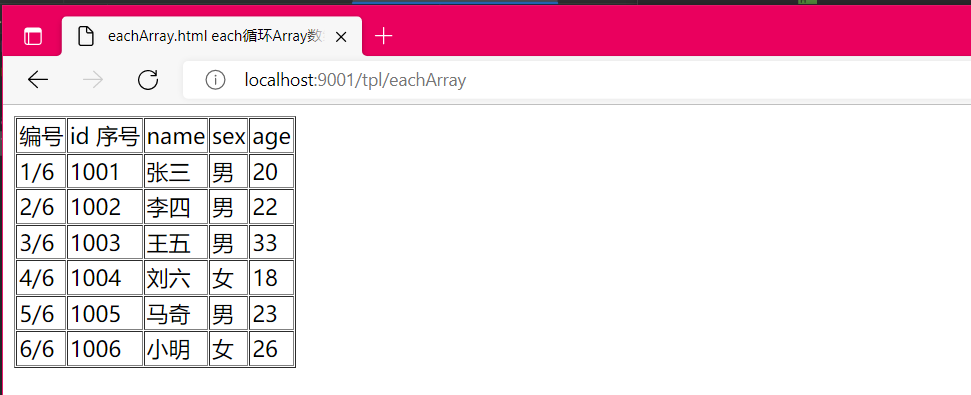 eachArray.html each循环Array数
localhost:9001/tpl/eachArray
编号 id 序号 name sex age
1/6 1001 张三 男 20
2/6 1002 李四 男 22
3/6 1003 王五 男 33
4/6 1004 刘六 女 18
5/6 1005 马奇 男 23
6/6 1006 小明 女 26